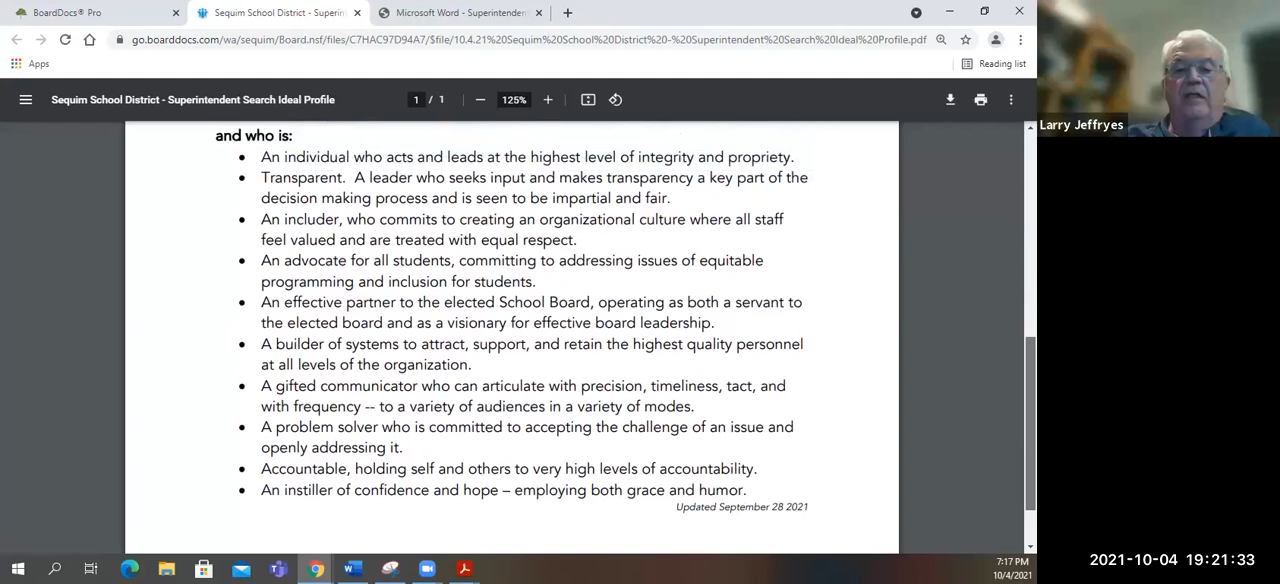 BoardDocs® Pro
Sequim School District - Superin
Microsoft Word - Superintenden
go.boarddocs.com/wa/sequim/Board.nsf/files/C7HAC97D94A7/$file/10.4.21%20Sequim%20School%20District%20-%20Superintendent%20Search%20Ideal%20Profile.pdf
Apps
Reading list
Sequim School District - Superintendent Search Ideal Profile
1 / 1
125%
Larry Jeffryes
and who is:
• An individual who acts and leads at the highest level of integrity and propriety.
• Transparent. A leader who seeks input and makes transparency a key part of the
decision making process and is seen to be impartial and fair.
• An includer, who commits to creating an organizational culture where all staff
feel valued and are treated with equal respect.
• An advocate for all students, committing to addressing issues of equitable
programming and inclusion for students.
• An effective partner to the elected School Board, operating as both a servant to
the elected board and as a visionary for effective board leadership.
• A builder of systems to attract, support, and retain the highest quality personnel
at all levels of the organization.
• A gifted communicator who can articulate with precision, timeliness, tact, and
with frequency -- to a variety of audiences in a variety of modes.
• A problem solver who is committed to accepting the challenge of an issue and
openly addressing it.
• Accountable, holding self and others to very high levels of accountability.
• An instiller of confidence and hope – employing both grace and humor.
Updated September 28 2021
7:17 PM
10/4/2021
2021-10-04 19:21:33